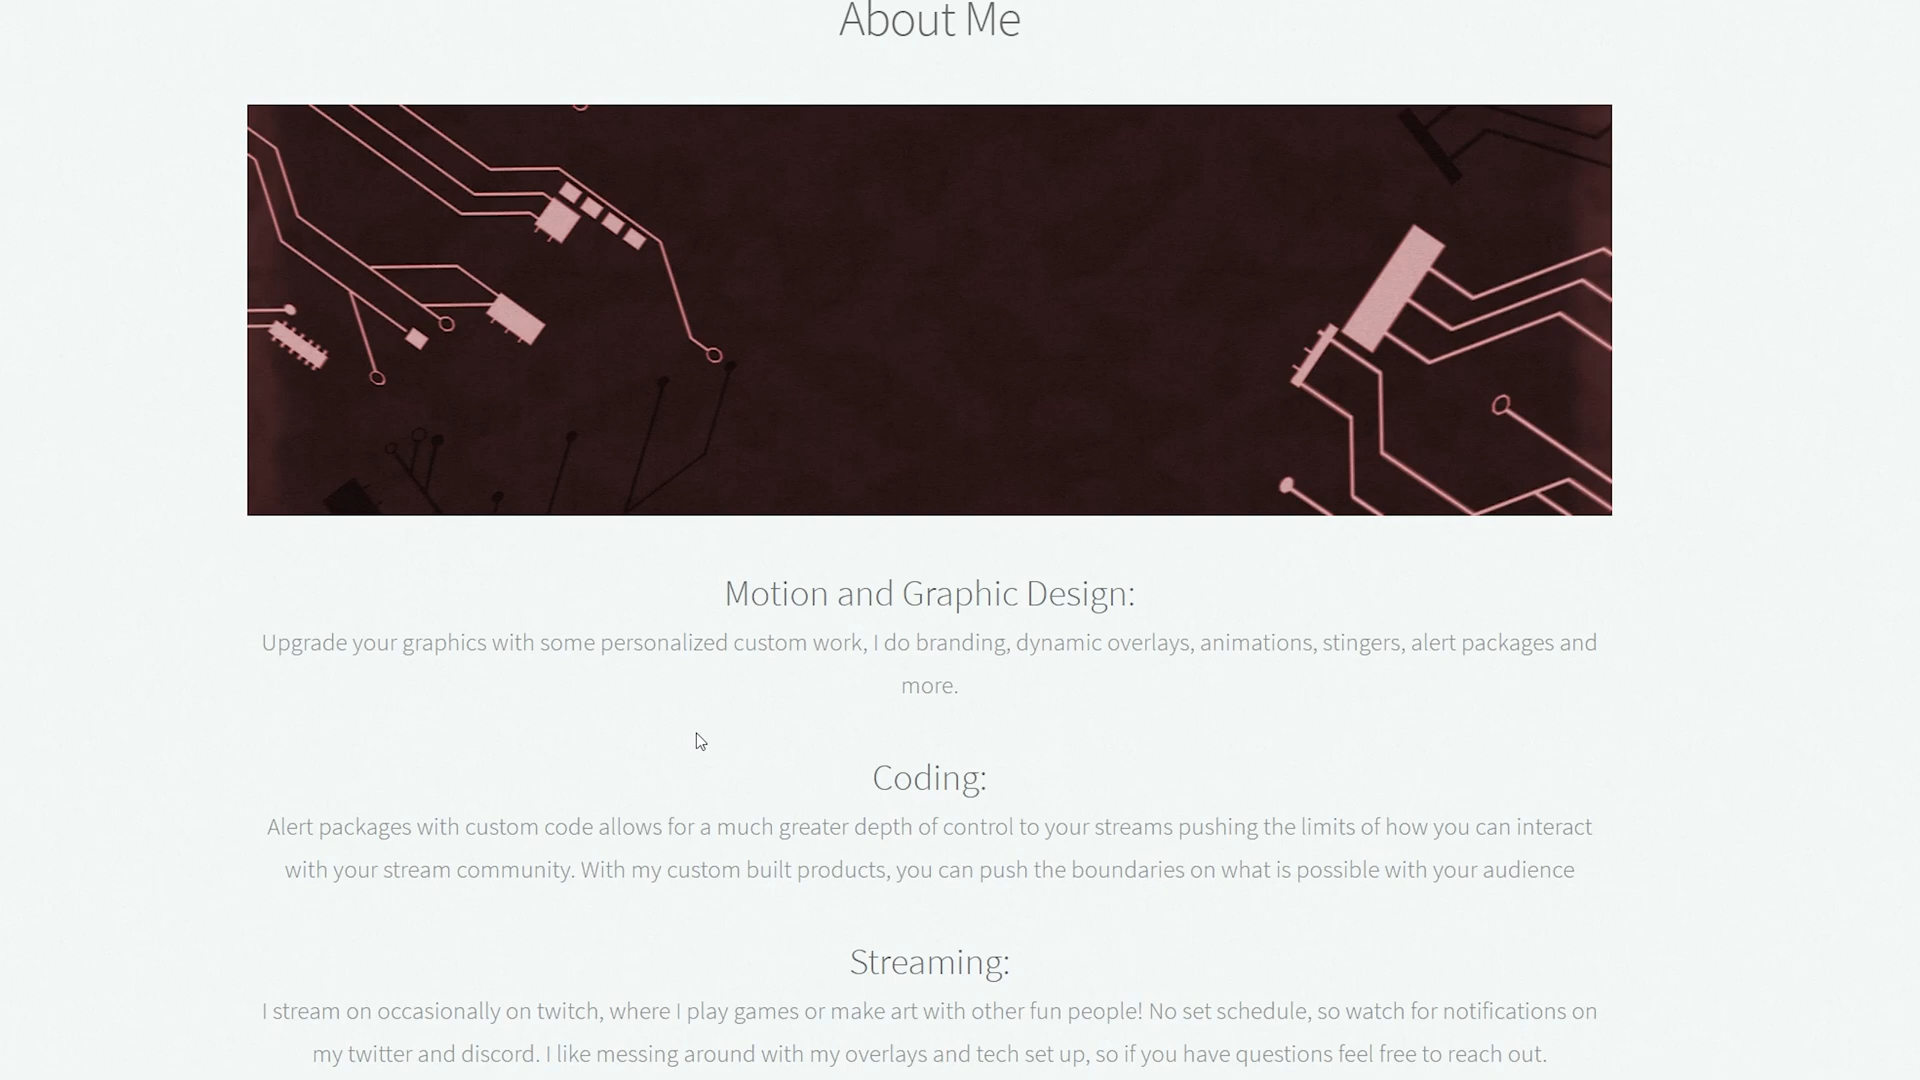 About Me
Motion and Graphic Design:
Upgrade your graphics with some personalized custom work, I do branding, dynamic overlays, animations, stingers, alert packages and
more.
Coding:
Alert packages with custom code allows for a much greater depth of control to your streams pushing the limits of how you can interact
with your stream community. With my custom built products, you can push the boundaries on what is possible with your audience
Streaming:
I stream on occasionally on twitch, where I play games or make art with other fun people! No set schedule, so watch for notifications on
my twitter and discord. I like messing around with my overlays and tech set up, so if you have questions feel free to reach out.